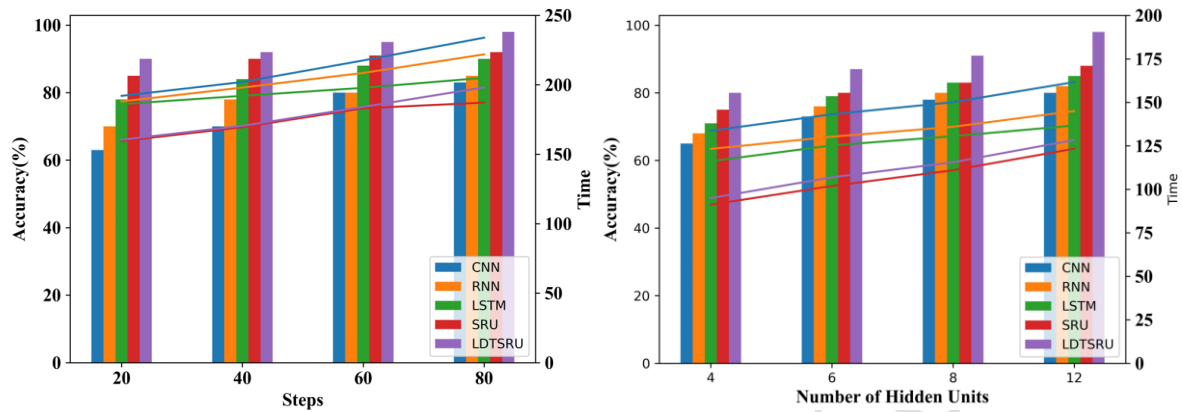 100
80
60
40
20
0
Accuracy(%)
250
200
150
100
50
0
Time
20 40 60 80
Steps
CNN
RNN
LSTM
SRU
LDTSRU
100
80
60
40
20
0
Accuracy(%)
200
175
150
125
100
75
50
25
0
Time
4 6 8 12
Number of Hidden Units
CNN
RNN
LSTM
SRU
LDTSRU